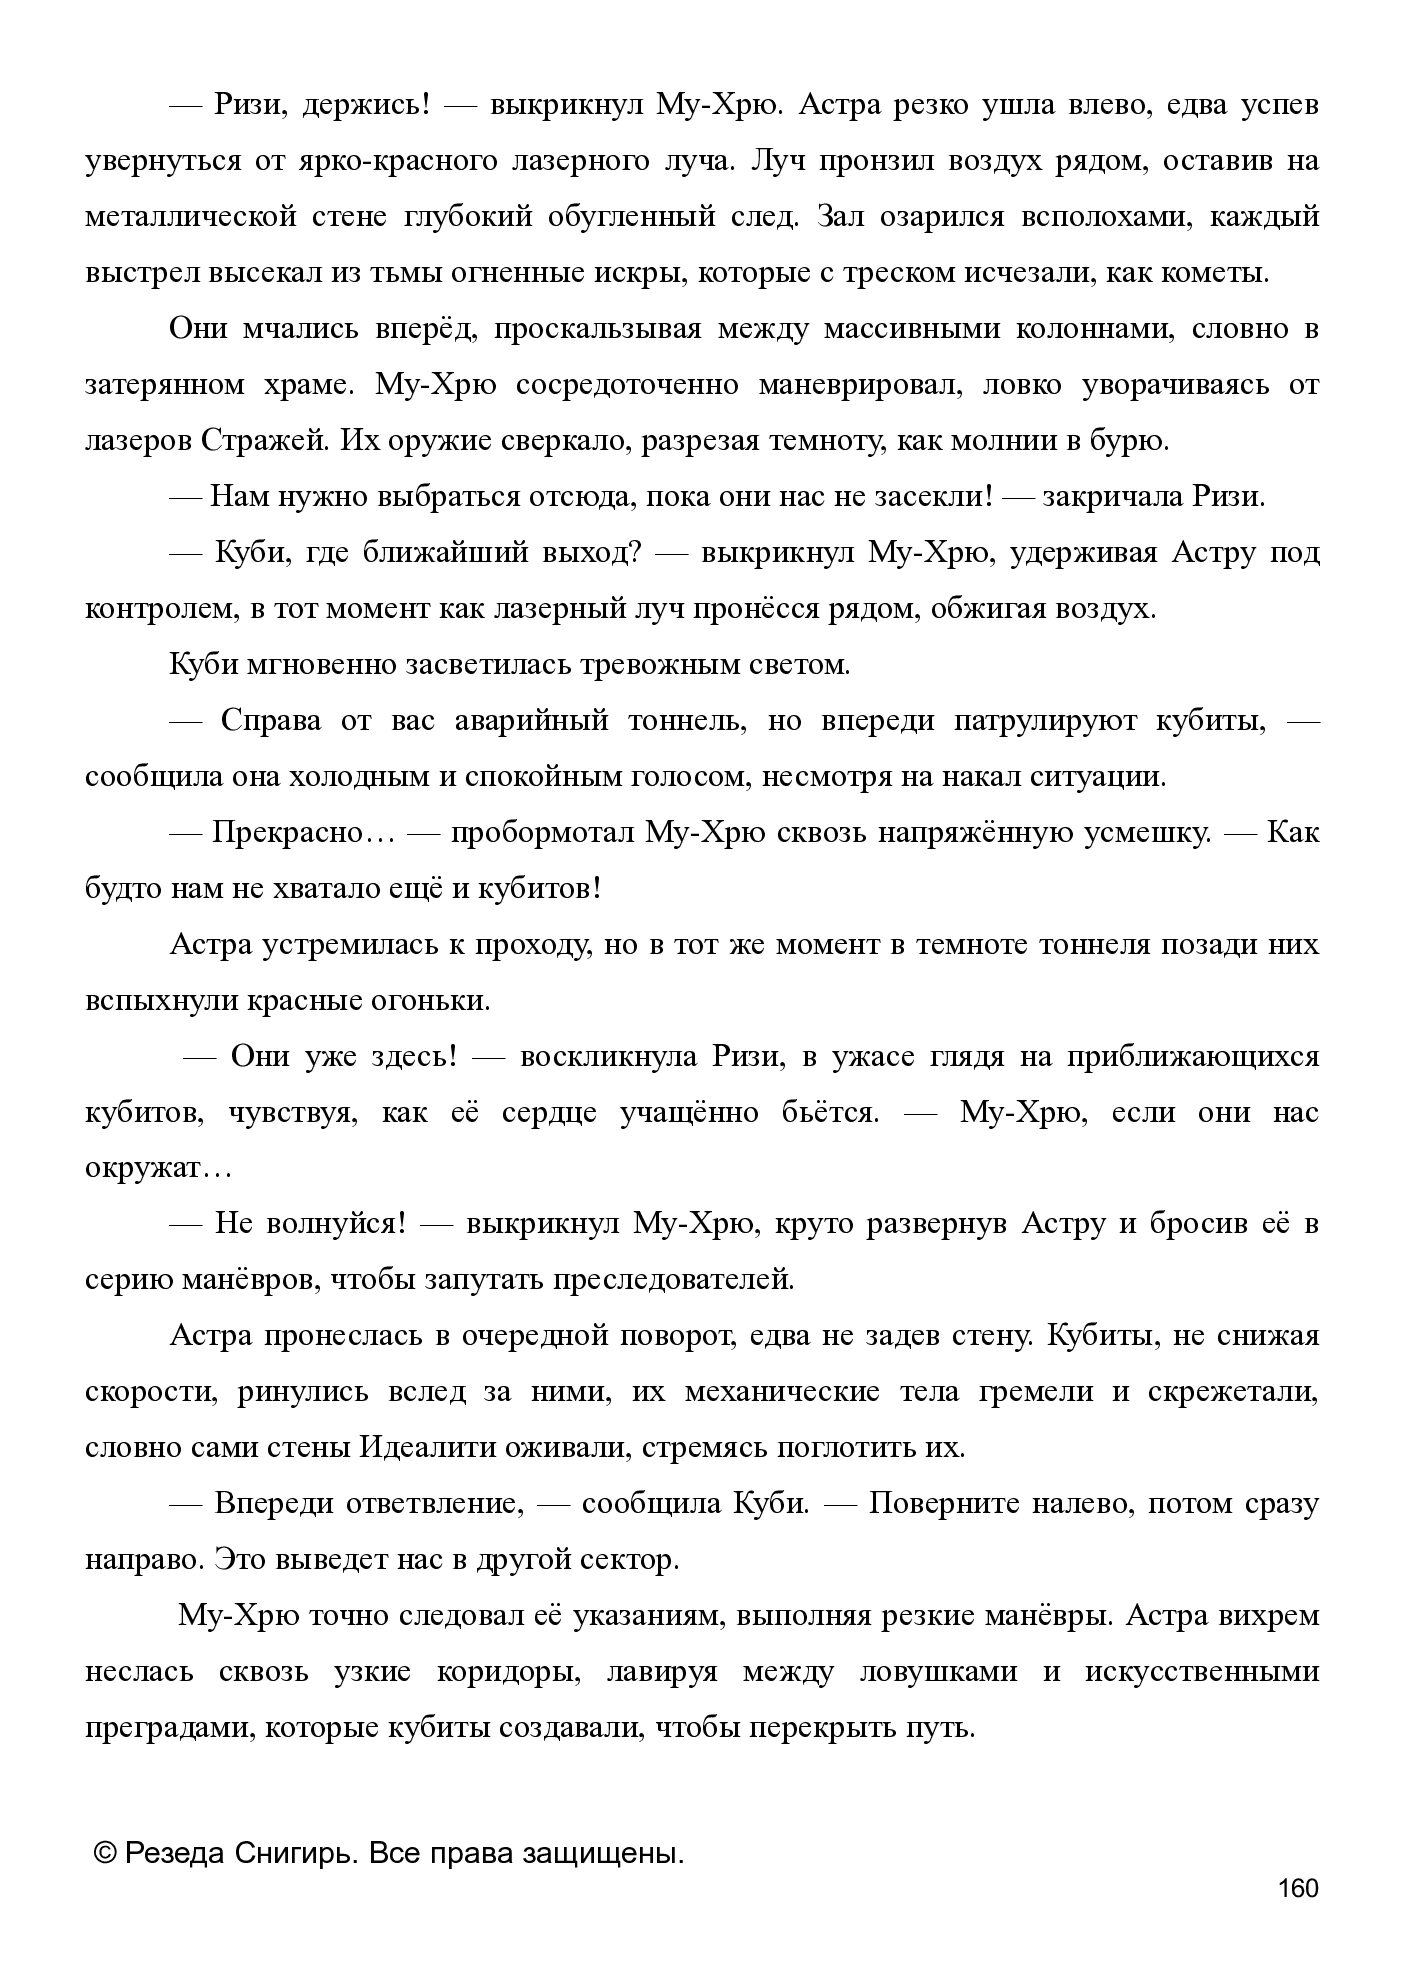 — Ризи, держись! — выкрикнул Му-Хрю. Астра резко ушла влево, едва успев
увернуться от ярко-красного лазерного луча. Луч пронзил воздух рядом, оставив на
металлической стене глубокий обугленный след. Зал озарился всполохами, каждый
выстрел высекал из тьмы огненные искры, которые с треском исчезали, как кометы.
Они мчались вперёд, проскальзывая между массивными колоннами, словно в
затерянном храме. Му-Хрю сосредоточенно маневрировал, ловко уворачиваясь от
лазеров Стражей. Их оружие сверкало, разрезая темноту, как молнии в бурю.
— Нам нужно выбраться отсюда, пока они нас не засекли! — закричала Ризи.
— Куби, где ближайший выход? — выкрикнул Му-Хрю, удерживая Астру под
контролем, в тот момент как лазерный луч пронёсся рядом, обжигая воздух.
Куби мгновенно засветилась тревожным светом.
— Справа от вас аварийный тоннель, но впереди патрулируют кубиты, —
сообщила она холодным и спокойным голосом, несмотря на накал ситуации.
— Прекрасно… — пробормотал Му-Хрю сквозь напряжённую усмешку. — Как
будто нам не хватало ещё и кубитов!
Астра устремилась к проходу, но в тот же момент в темноте тоннеля позади них
вспыхнули красные огоньки.
— Они уже здесь! — воскликнула Ризи, в ужасе глядя на приближающихся
кубитов, чувствуя, как её сердце учащённо бьётся. — Му-Хрю, если они нас
окружат…
— Не волнуйся! — выкрикнул Му-Хрю, круто развернув Астру и бросив её в
серию манёвров, чтобы запутать преследователей.
Астра пронеслась в очередной поворот, едва не задев стену. Кубиты, не снижая
скорости, ринулись вслед за ними, их механические тела гремели и скрежетали,
словно сами стены Идеалити оживали, стремясь поглотить их.
— Впереди ответвление, — сообщила Куби. — Поверните налево, потом сразу
направо. Это выведет нас в другой сектор.
Му-Хрю точно следовал её указаниям, выполняя резкие манёвры. Астра вихрем
неслась сквозь узкие коридоры, лавируя между ловушками и искусственными
преградами, которые кубиты создавали, чтобы перекрыть путь.
© Резеда Снигирь. Все права защищены.
160